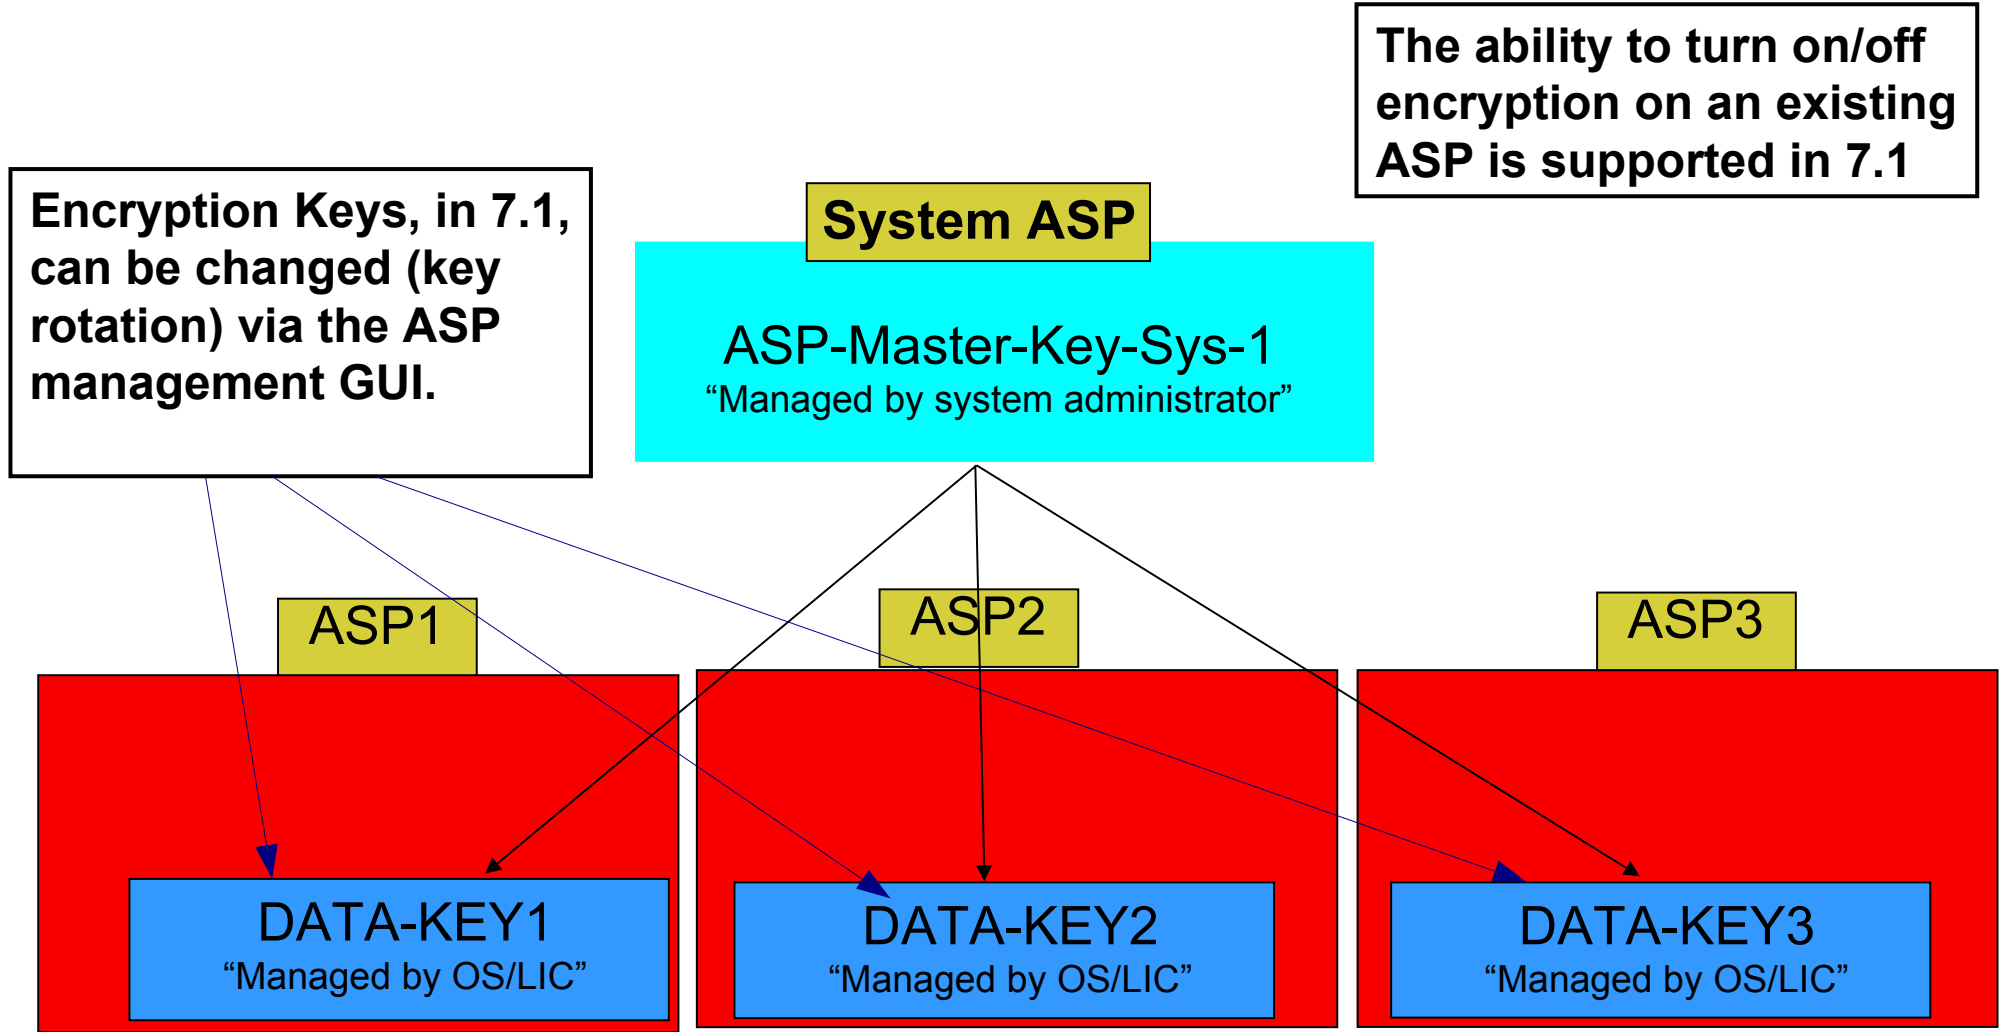 The ability to turn on/off
encryption on an existing
ASP is supported in 7.1
Encryption Keys, in 7.1,
can be changed (key
rotation) via the ASP
management GUI.
System ASP
ASP-Master-Key-Sys-1
“Managed by system administrator”
ASP1
ASP2
ASP3
DATA-KEY1
“Managed by OS/LIC”
DATA-KEY2
“Managed by OS/LIC”
DATA-KEY3
“Managed by OS/LIC”